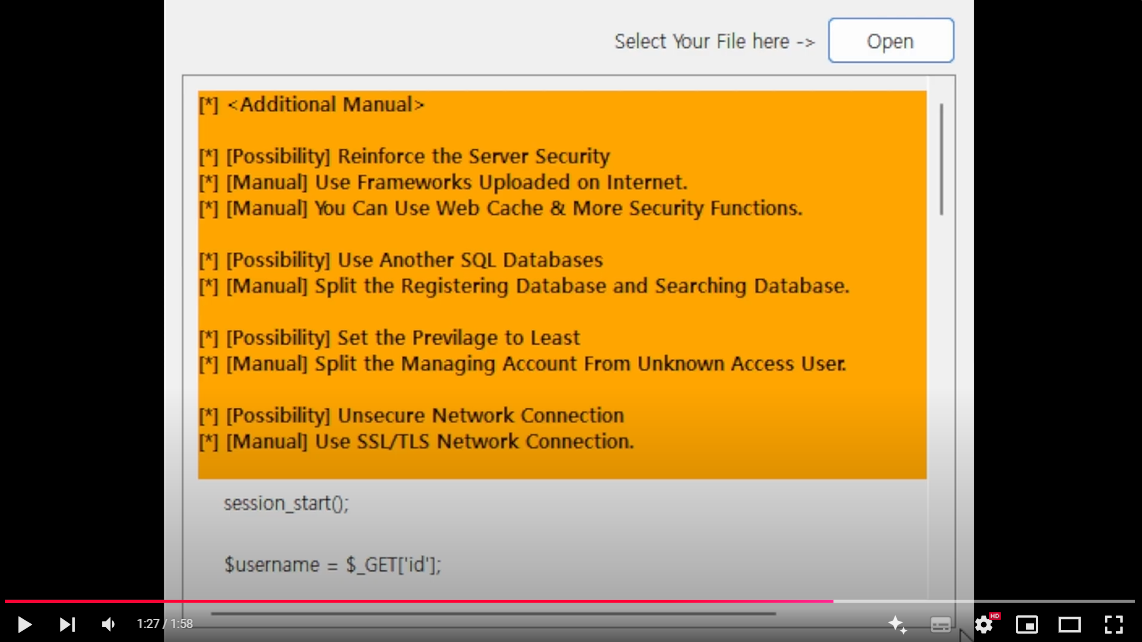 Select Your File here -> Open
[*] <Additional Manual>
[*] [Possibility] Reinforce the Server Security
[*] [Manual] Use Frameworks Uploaded on Internet.
[*] [Manual] You Can Use Web Cache & More Security Functions.
[*] [Possibility] Use Another SQL Databases
[*] [Manual] Split the Registering Database and Searching Database.
[*] [Possibility] Set the Previlage to Least
[*] [Manual] Split the Managing Account From Unknown Access User.
[*] [Possibility] Unsecure Network Connection
[*] [Manual] Use SSL/TLS Network Connection.
session_start();
$username = $_GET['id'];
1:27 / 1:58
HD